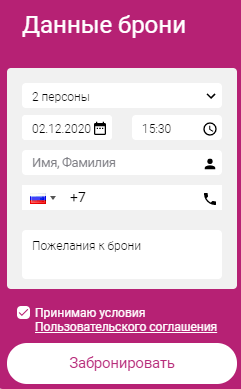 Данные брони
2 персоны
02.12.2020 15:30
Имя, Фамилия
+7
Пожелания к брони
Принимаю условия
Пользовательского соглашения
Забронировать